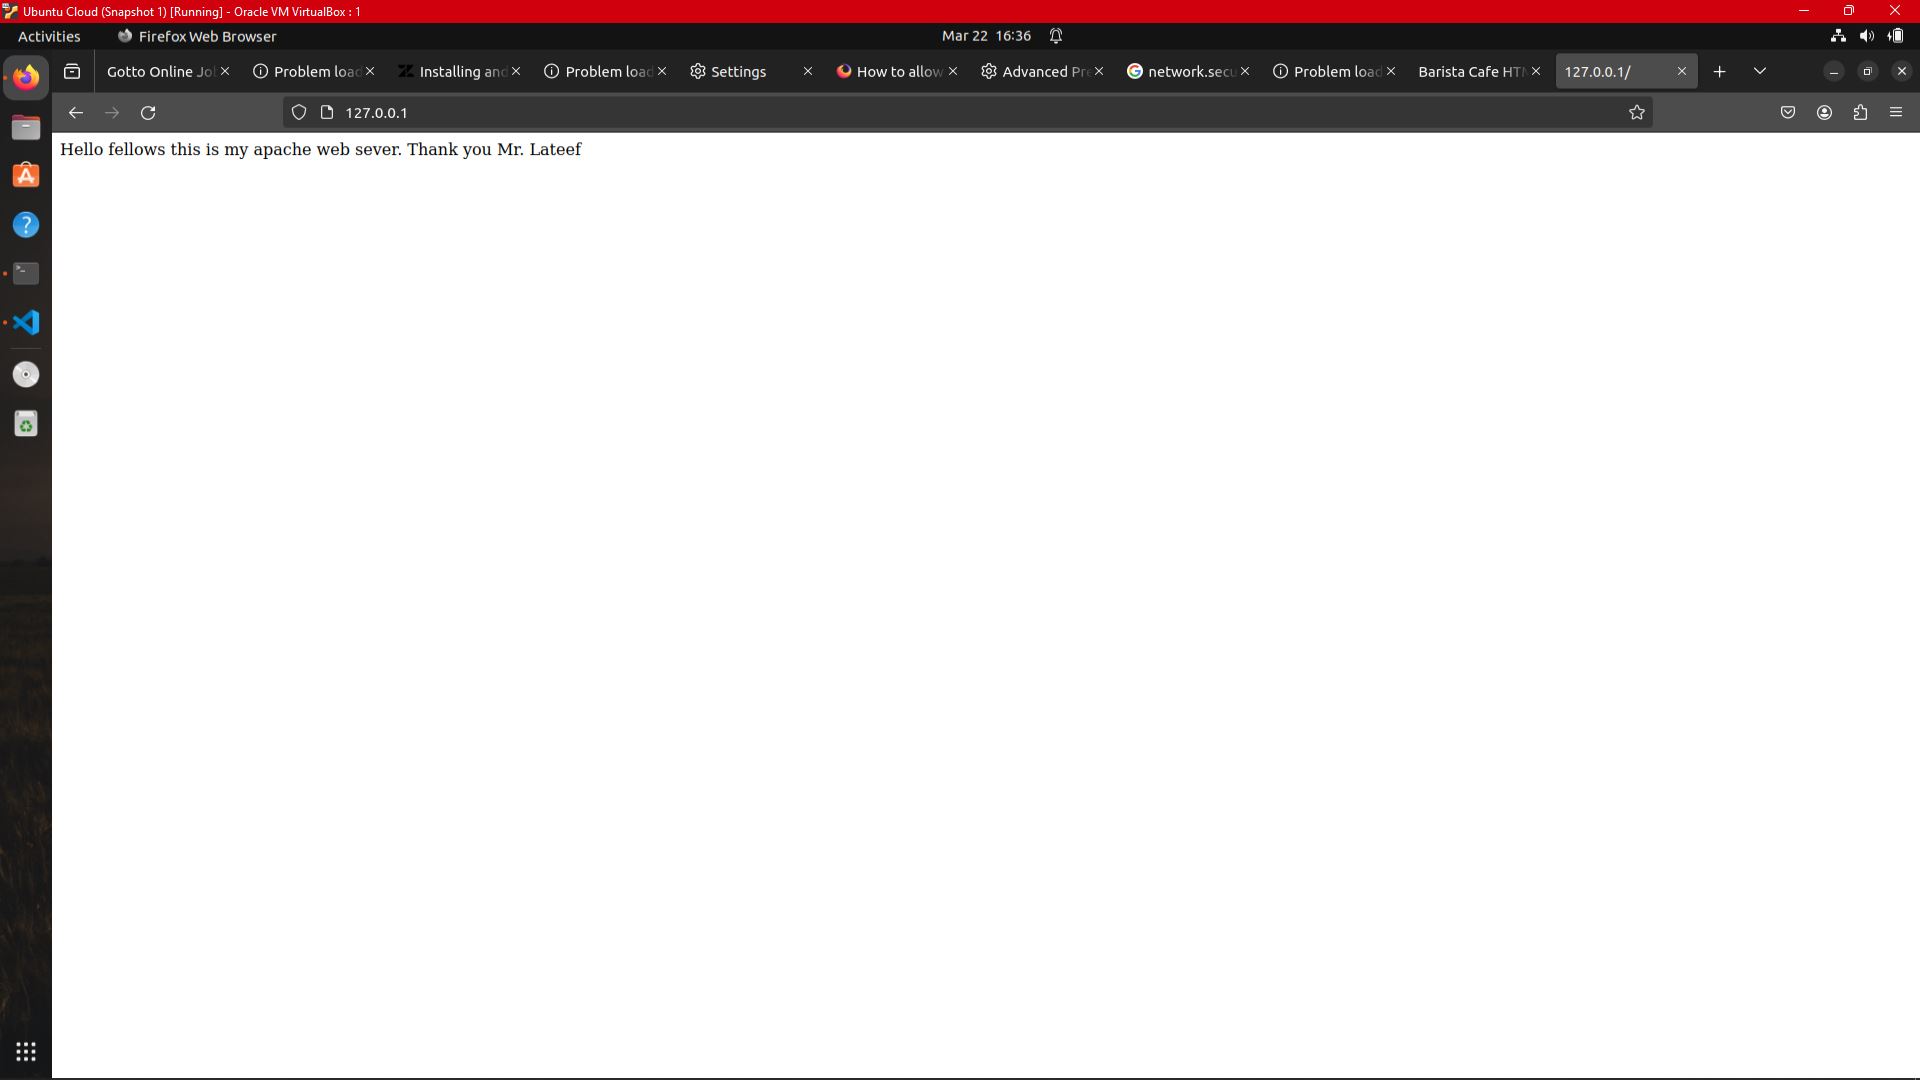 Ubuntu Cloud (Snapshot 1) [Running] - Oracle VM VirtualBox : 1
Activities Firefox Web Browser Mar 22 16:36
Gotto Online Jo Problem load Installing and Problem load Settings How to allow Advanced Pre network.secu Problem load Barista Cafe HTM 127.0.0.1/
127.0.0.1
Hello fellows this is my apache web sever. Thank you Mr. Lateef